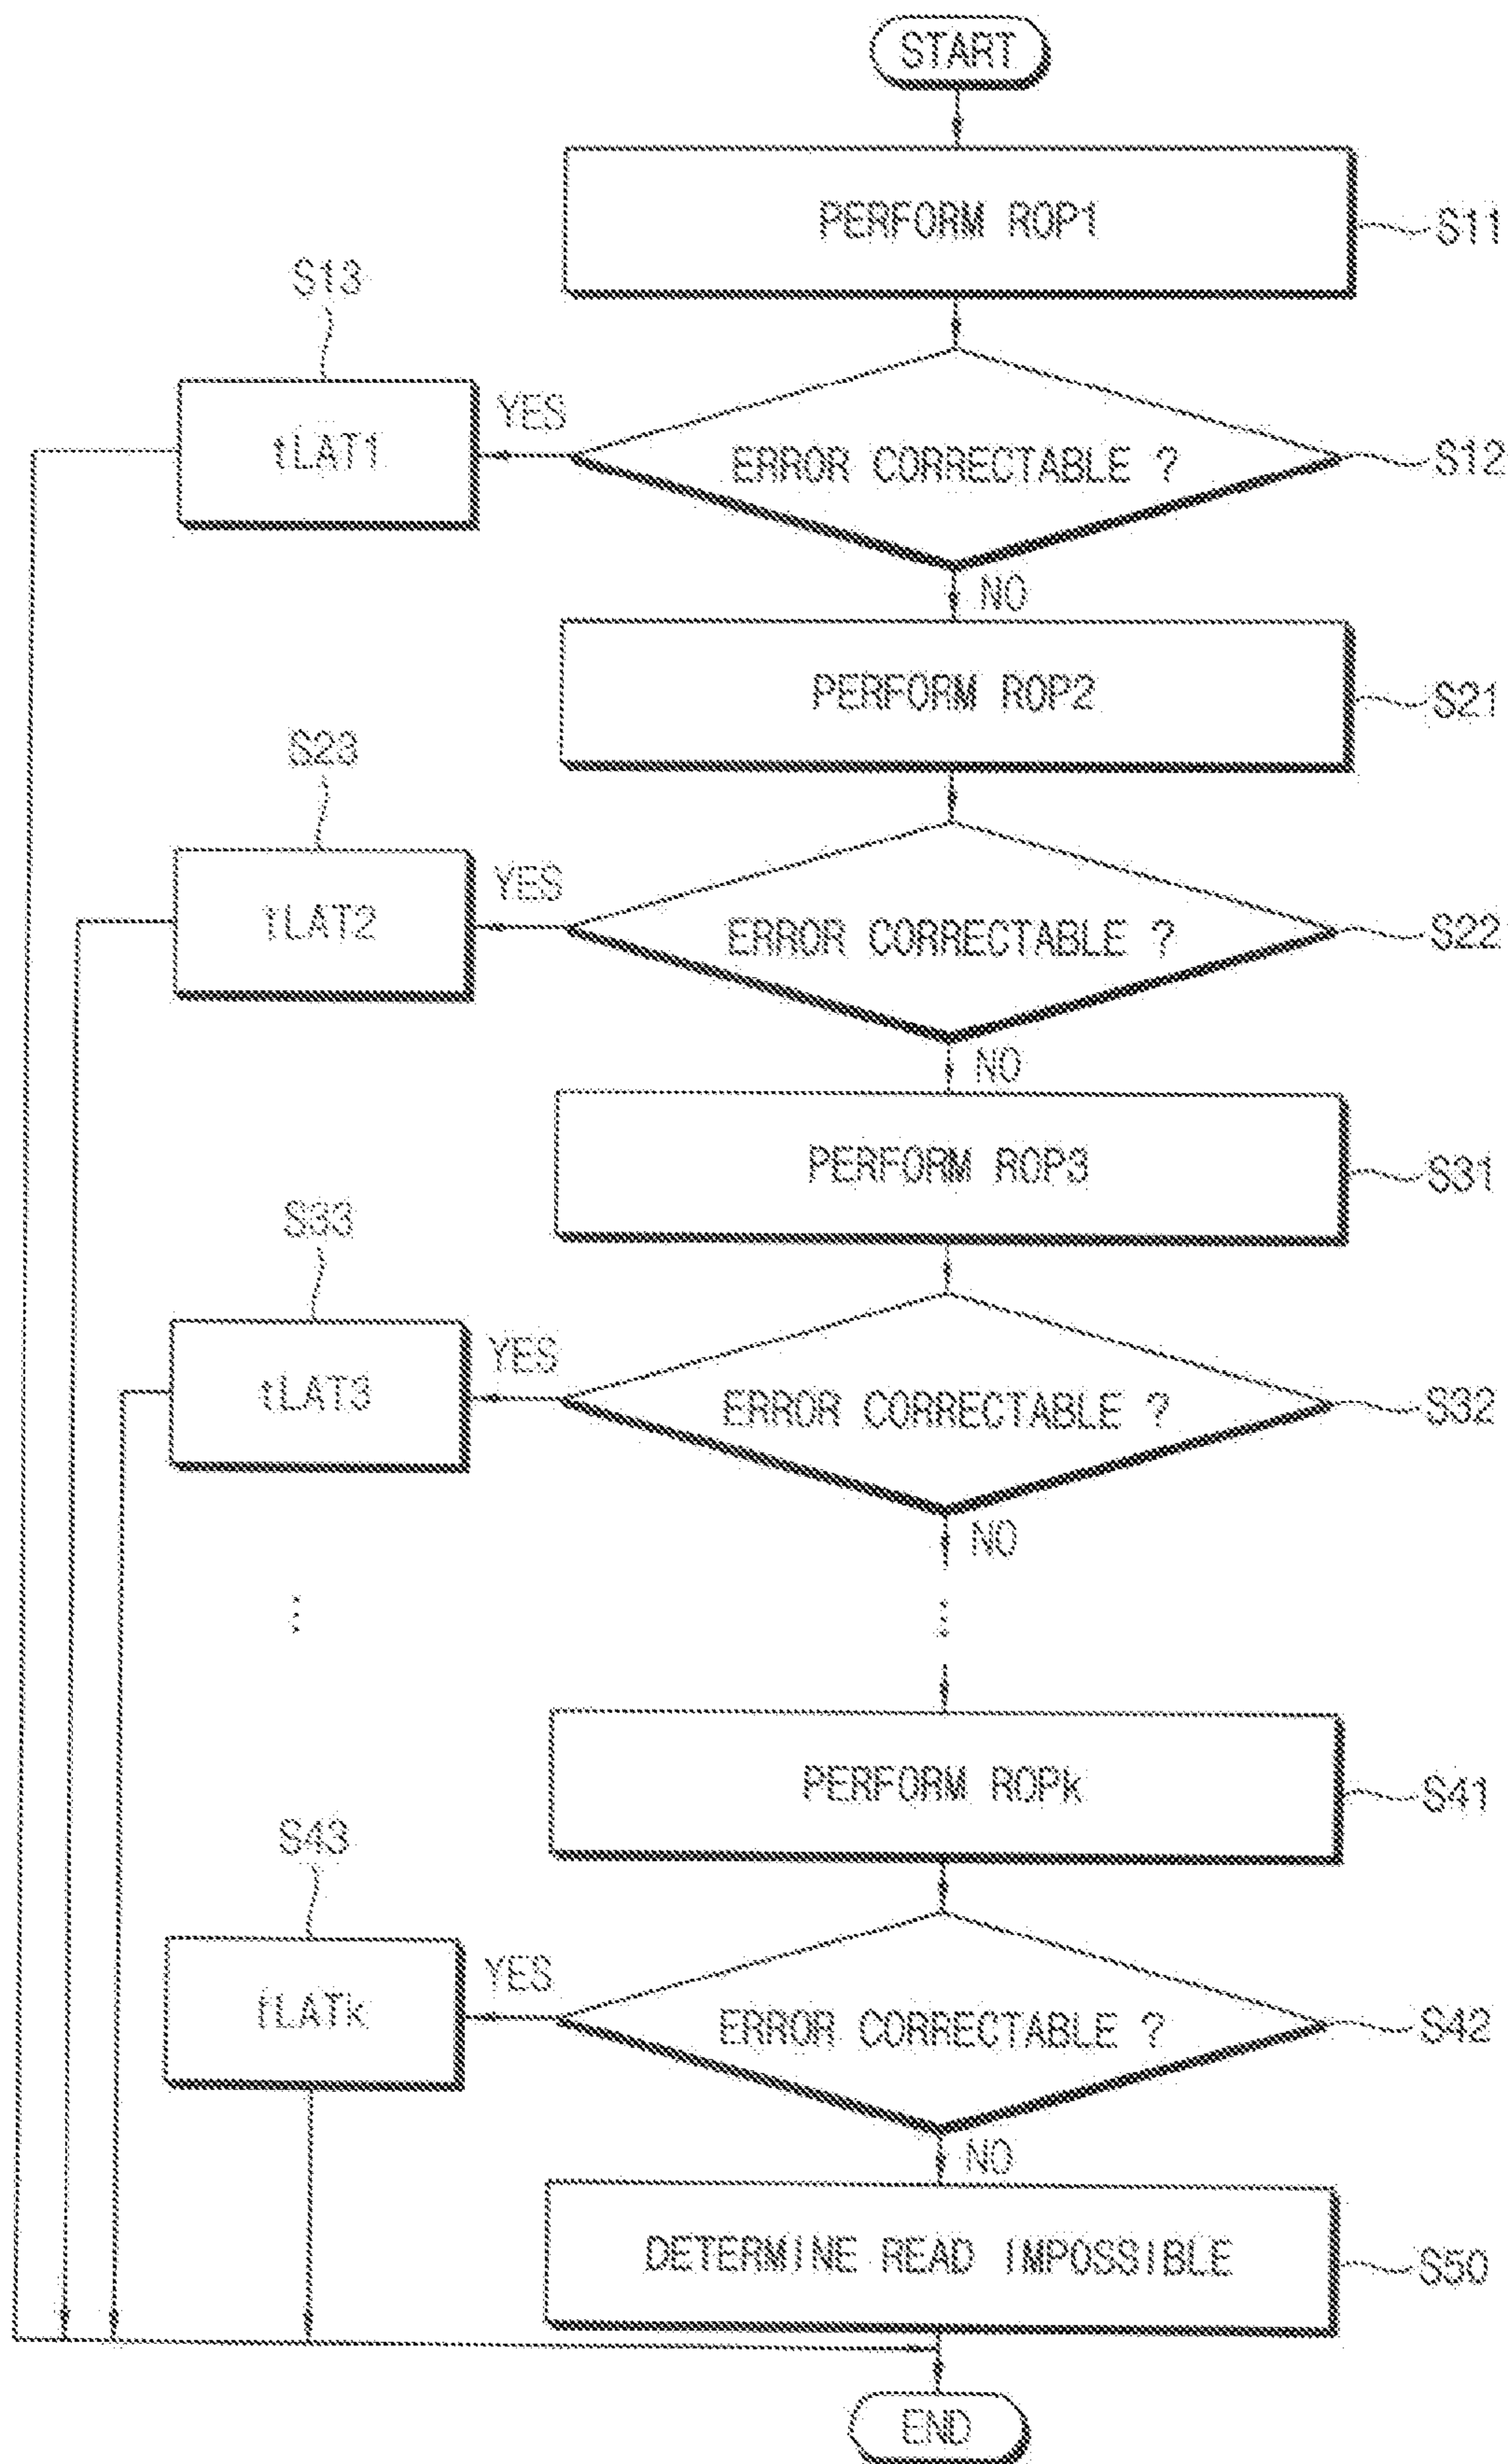 START
PERFORM ROP1
S11
S13
tLAT1
YES
ERROR CORRECTABLE ?
S12
NO
PERFORM ROP2
S21
S23
tLAT2
YES
ERROR CORRECTABLE ?
S22
NO
PERFORM ROP3
S31
S33
tLAT3
YES
ERROR CORRECTABLE ?
S32
NO
PERFORM ROPk
S41
S43
tLATk
YES
ERROR CORRECTABLE ?
S42
NO
DETERMINE READ IMPOSSIBLE
S50
END